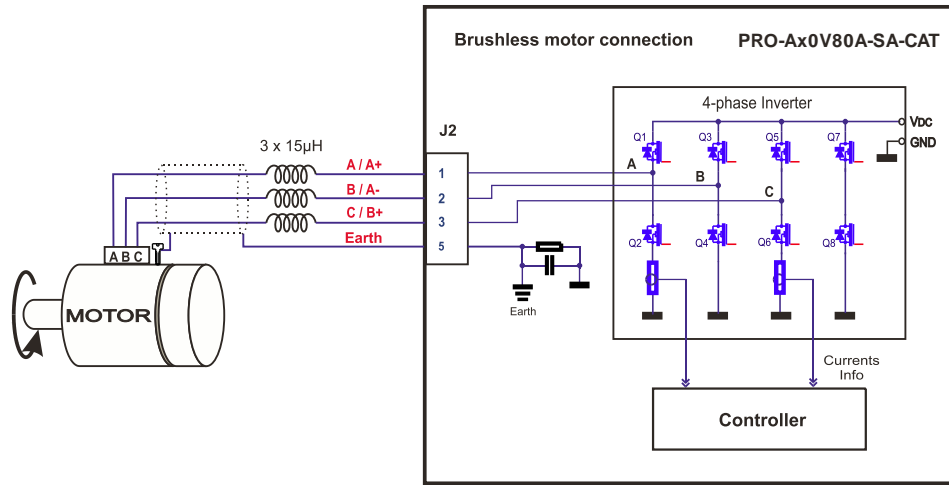 Brushless motor connection
PRO-Ax0V80A-SA-CAT
4-phase Inverter
VDC
GND
Q1
Q3
Q5
Q7
A
B
C
Q2
Q4
Q6
Q8
J2
3 x 15µH
A / A+
1
B / A-
2
C / B+
3
Earth
5
A B C
MOTOR
Earth
Currents
Info
Controller